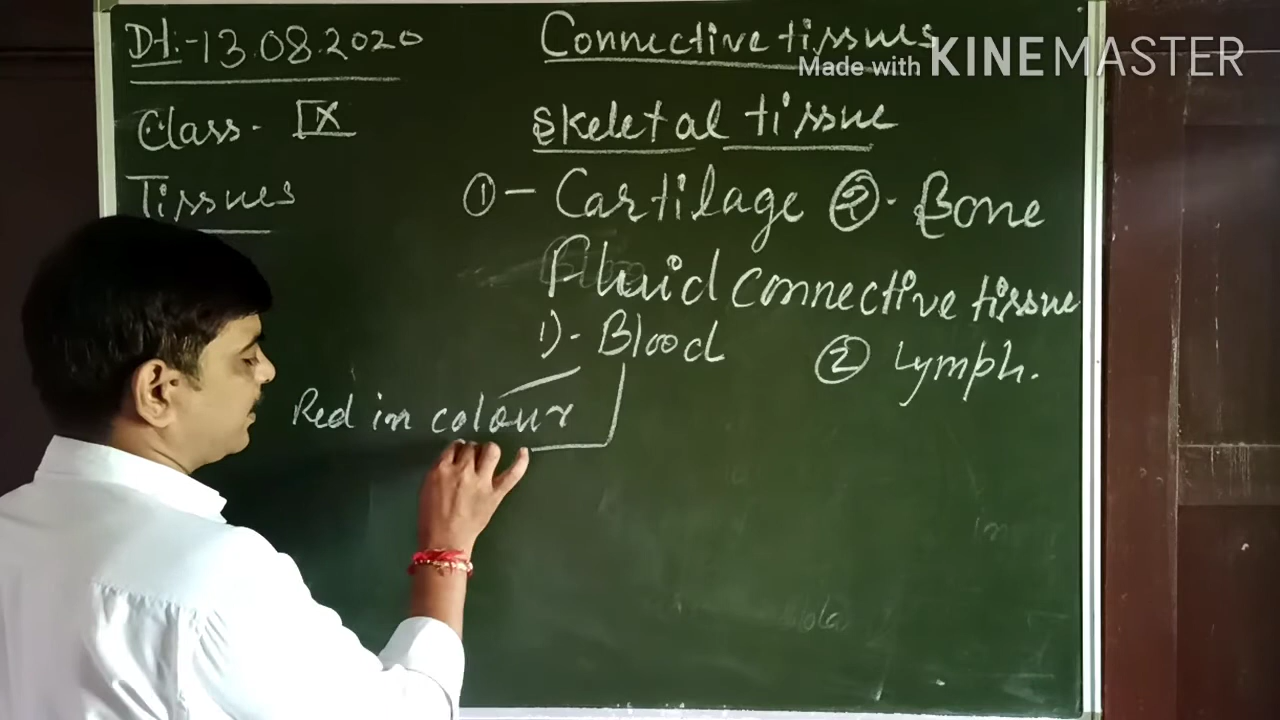 Dt:-13.08.2020
Class- IX
Tissues
Connective tissues
Made with KINEMASTER
Skeletal tissue
① - Cartilage ②- Bone
Fluid connective tissue
1)- Blood ② Lymph.
Red in colour